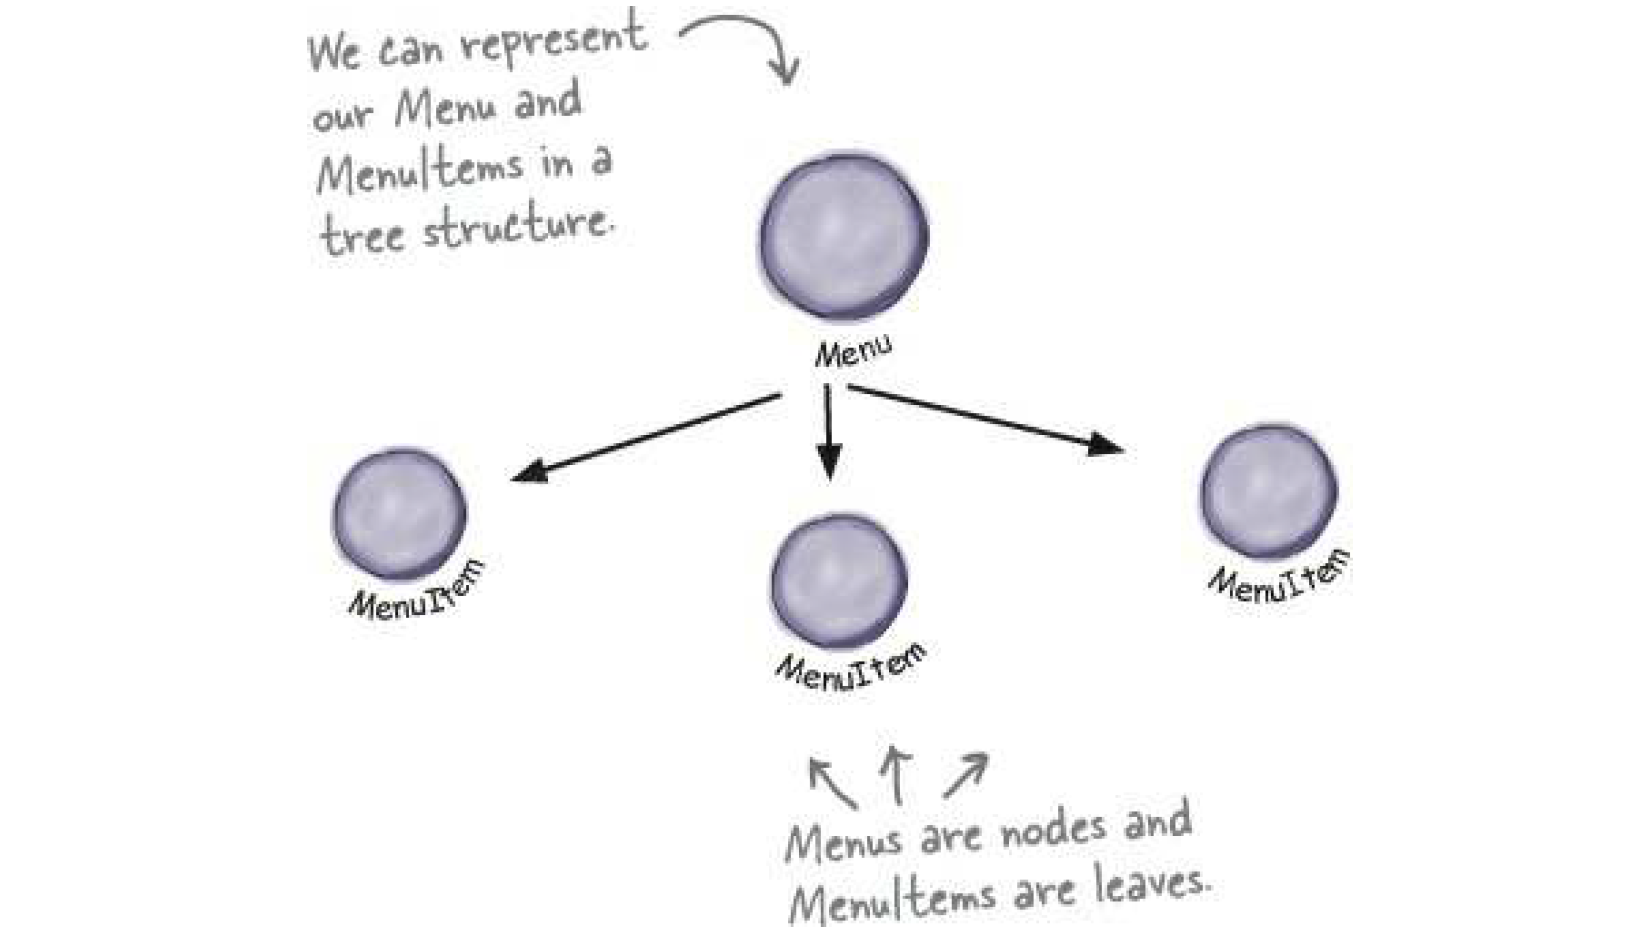 We can represent
our Menu and
MenuItems in a
tree structure.
Menu
MenuItem
MenuItem
MenuItem
Menus are nodes and
MenuItems are leaves.